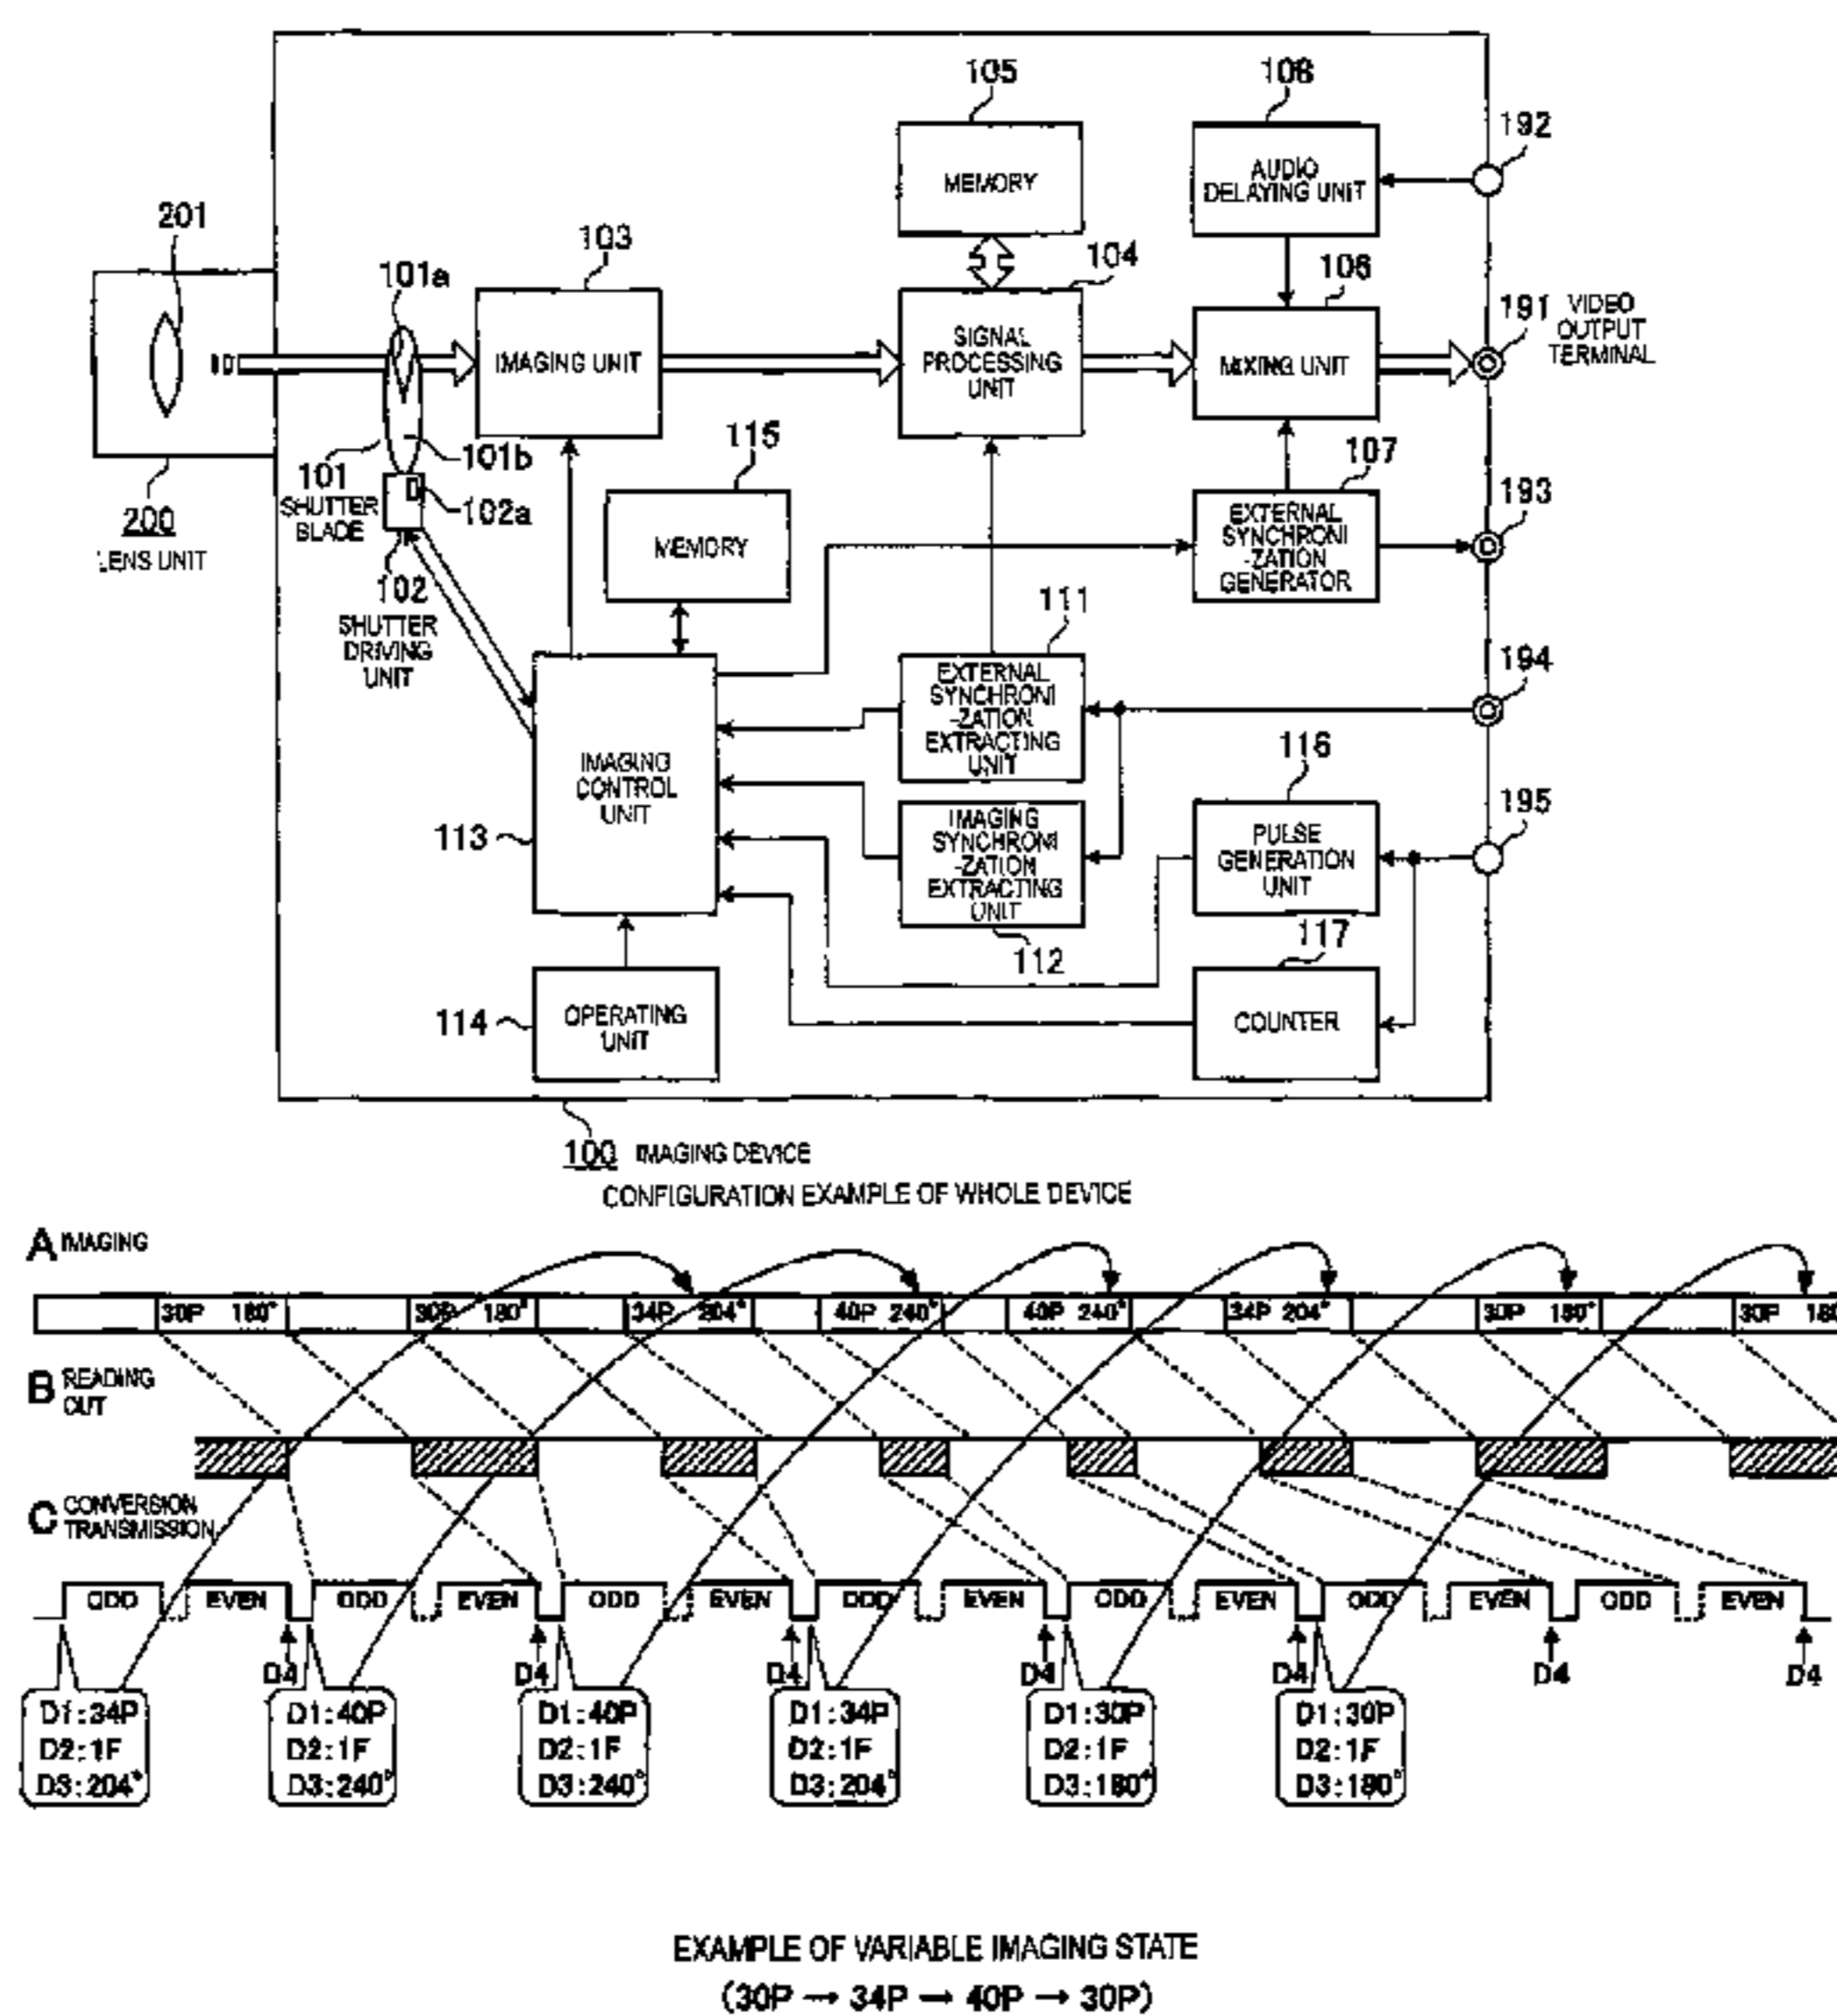 105
108
192
MEMORY
AUDIO
DELAYING UNIT
201
103
101a
104
106
191
VIDEO
OUTPUT
TERMINAL
IMAGING UNIT
SIGNAL
PROCESSING
UNIT
MIXING UNIT
115
101b
101
SHUTTER
BLADE
102a
107
193
200
LENS UNIT
MEMORY
EXTERNAL
SYNCHRONI
-ZATION
GENERATOR
102
SHUTTER
DRIVING
UNIT
111
194
EXTERNAL
SYNCHRONI
-ZATION
EXTRACTING
UNIT
116
IMAGING
CONTROL
UNIT
195
113
IMAGING
SYNCHRONI
-ZATION
EXTRACTING
UNIT
PULSE
GENERATION
UNIT
112
117
114
OPERATING
UNIT
COUNTER
100 IMAGING DEVICE
CONFIGURATION EXAMPLE OF WHOLE DEVICE
A IMAGING
30P 180° 30P 180° 34P 204° 40P 240° 40P 240° 34P 204° 30P 180° 30P 180
B READING
OUT
C CONVERSION
TRANSMISSION
ODD EVEN ODD EVEN ODD EVEN ODD EVEN ODD EVEN ODD EVEN ODD EVEN
D4 D4 D4 D4 D4 D4 D4
D1:34P
D2:1F
D3:204°
D1:40P
D2:1F
D3:240°
D1:40P
D2:1F
D3:240°
D1:34P
D2:1F
D3:204°
D1:30P
D2:1F
D3:180°
D1:30P
D2:1F
D3:180°
EXAMPLE OF VARIABLE IMAGING STATE
(30P → 34P → 40P → 30P)